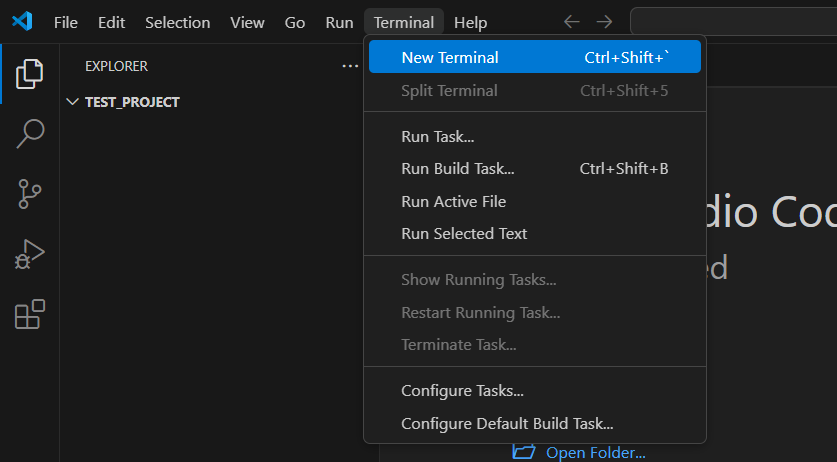 File Edit Selection View Go Run Terminal Help
EXPLORER
TEST_PROJECT
New Terminal Ctrl+Shift+`
Split Terminal Ctrl+Shift+5
Run Task...
Run Build Task... Ctrl+Shift+B
Run Active File
Run Selected Text
Show Running Tasks...
Restart Running Task...
Terminate Task...
Configure Tasks...
Configure Default Build Task...
dio Cod
ed
Open Folder...